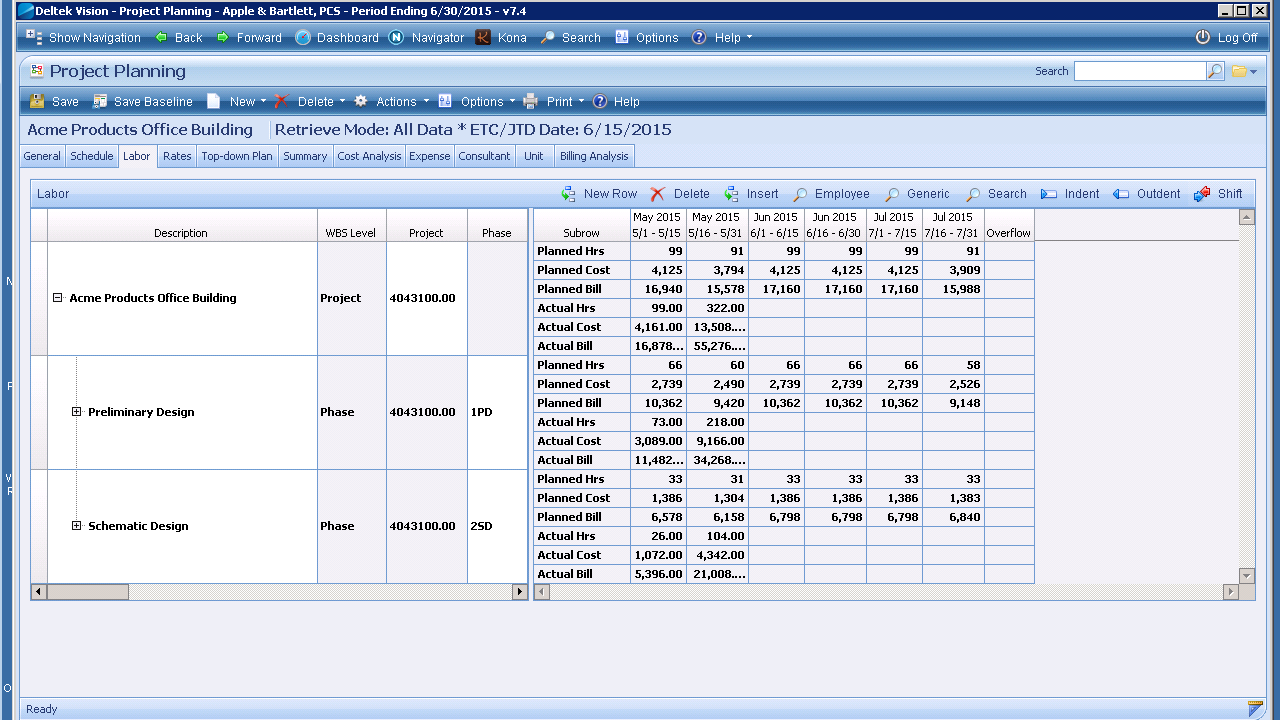 Deltek Vision - Project Planning - Apple & Bartlett, PCS - Period Ending 6/30/2015 - v7.4
Show Navigation Back Forward Dashboard Navigator Kona Search Options Help Log Off
Project Planning Search
Save Save Baseline New Delete Actions Options Print Help
Acme Products Office Building Retrieve Mode: All Data * ETC/JTD Date: 6/15/2015
General Schedule Labor Rates Top-down Plan Summary Cost Analysis Expense Consultant Unit Billing Analysis
Labor New Row Delete Insert Employee Generic Search Indent Outdent Shift
May 2015 May 2015 Jun 2015 Jun 2015 Jul 2015 Jul 2015
Description WBS Level Project Phase Subrow 5/1 - 5/15 5/16 - 5/31 6/1 - 6/15 6/16 - 6/30 7/1 - 7/15 7/16 - 7/31 Overflow
Planned Hrs 99 91 99 99 99 91
Planned Cost 4,125 3,794 4,125 4,125 4,125 3,909
Planned Bill 16,940 15,578 17,160 17,160 17,160 15,988
Acme Products Office Building Project 4043100.00
Actual Hrs 99.00 322.00
Actual Cost 4,161.00 13,508....
Actual Bill 16,878... 55,276....
Planned Hrs 66 60 66 66 66 58
Planned Cost 2,739 2,490 2,739 2,739 2,739 2,526
Planned Bill 10,362 9,420 10,362 10,362 10,362 9,148
Preliminary Design Phase 4043100.00 1PD
Actual Hrs 73.00 218.00
Actual Cost 3,089.00 9,166.00
Actual Bill 11,482... 34,268....
Planned Hrs 33 31 33 33 33 33
Planned Cost 1,386 1,304 1,386 1,386 1,386 1,383
Planned Bill 6,578 6,158 6,798 6,798 6,798 6,840
Schematic Design Phase 4043100.00 2SD
Actual Hrs 26.00 104.00
Actual Cost 1,072.00 4,342.00
Actual Bill 5,396.00 21,008....
Ready